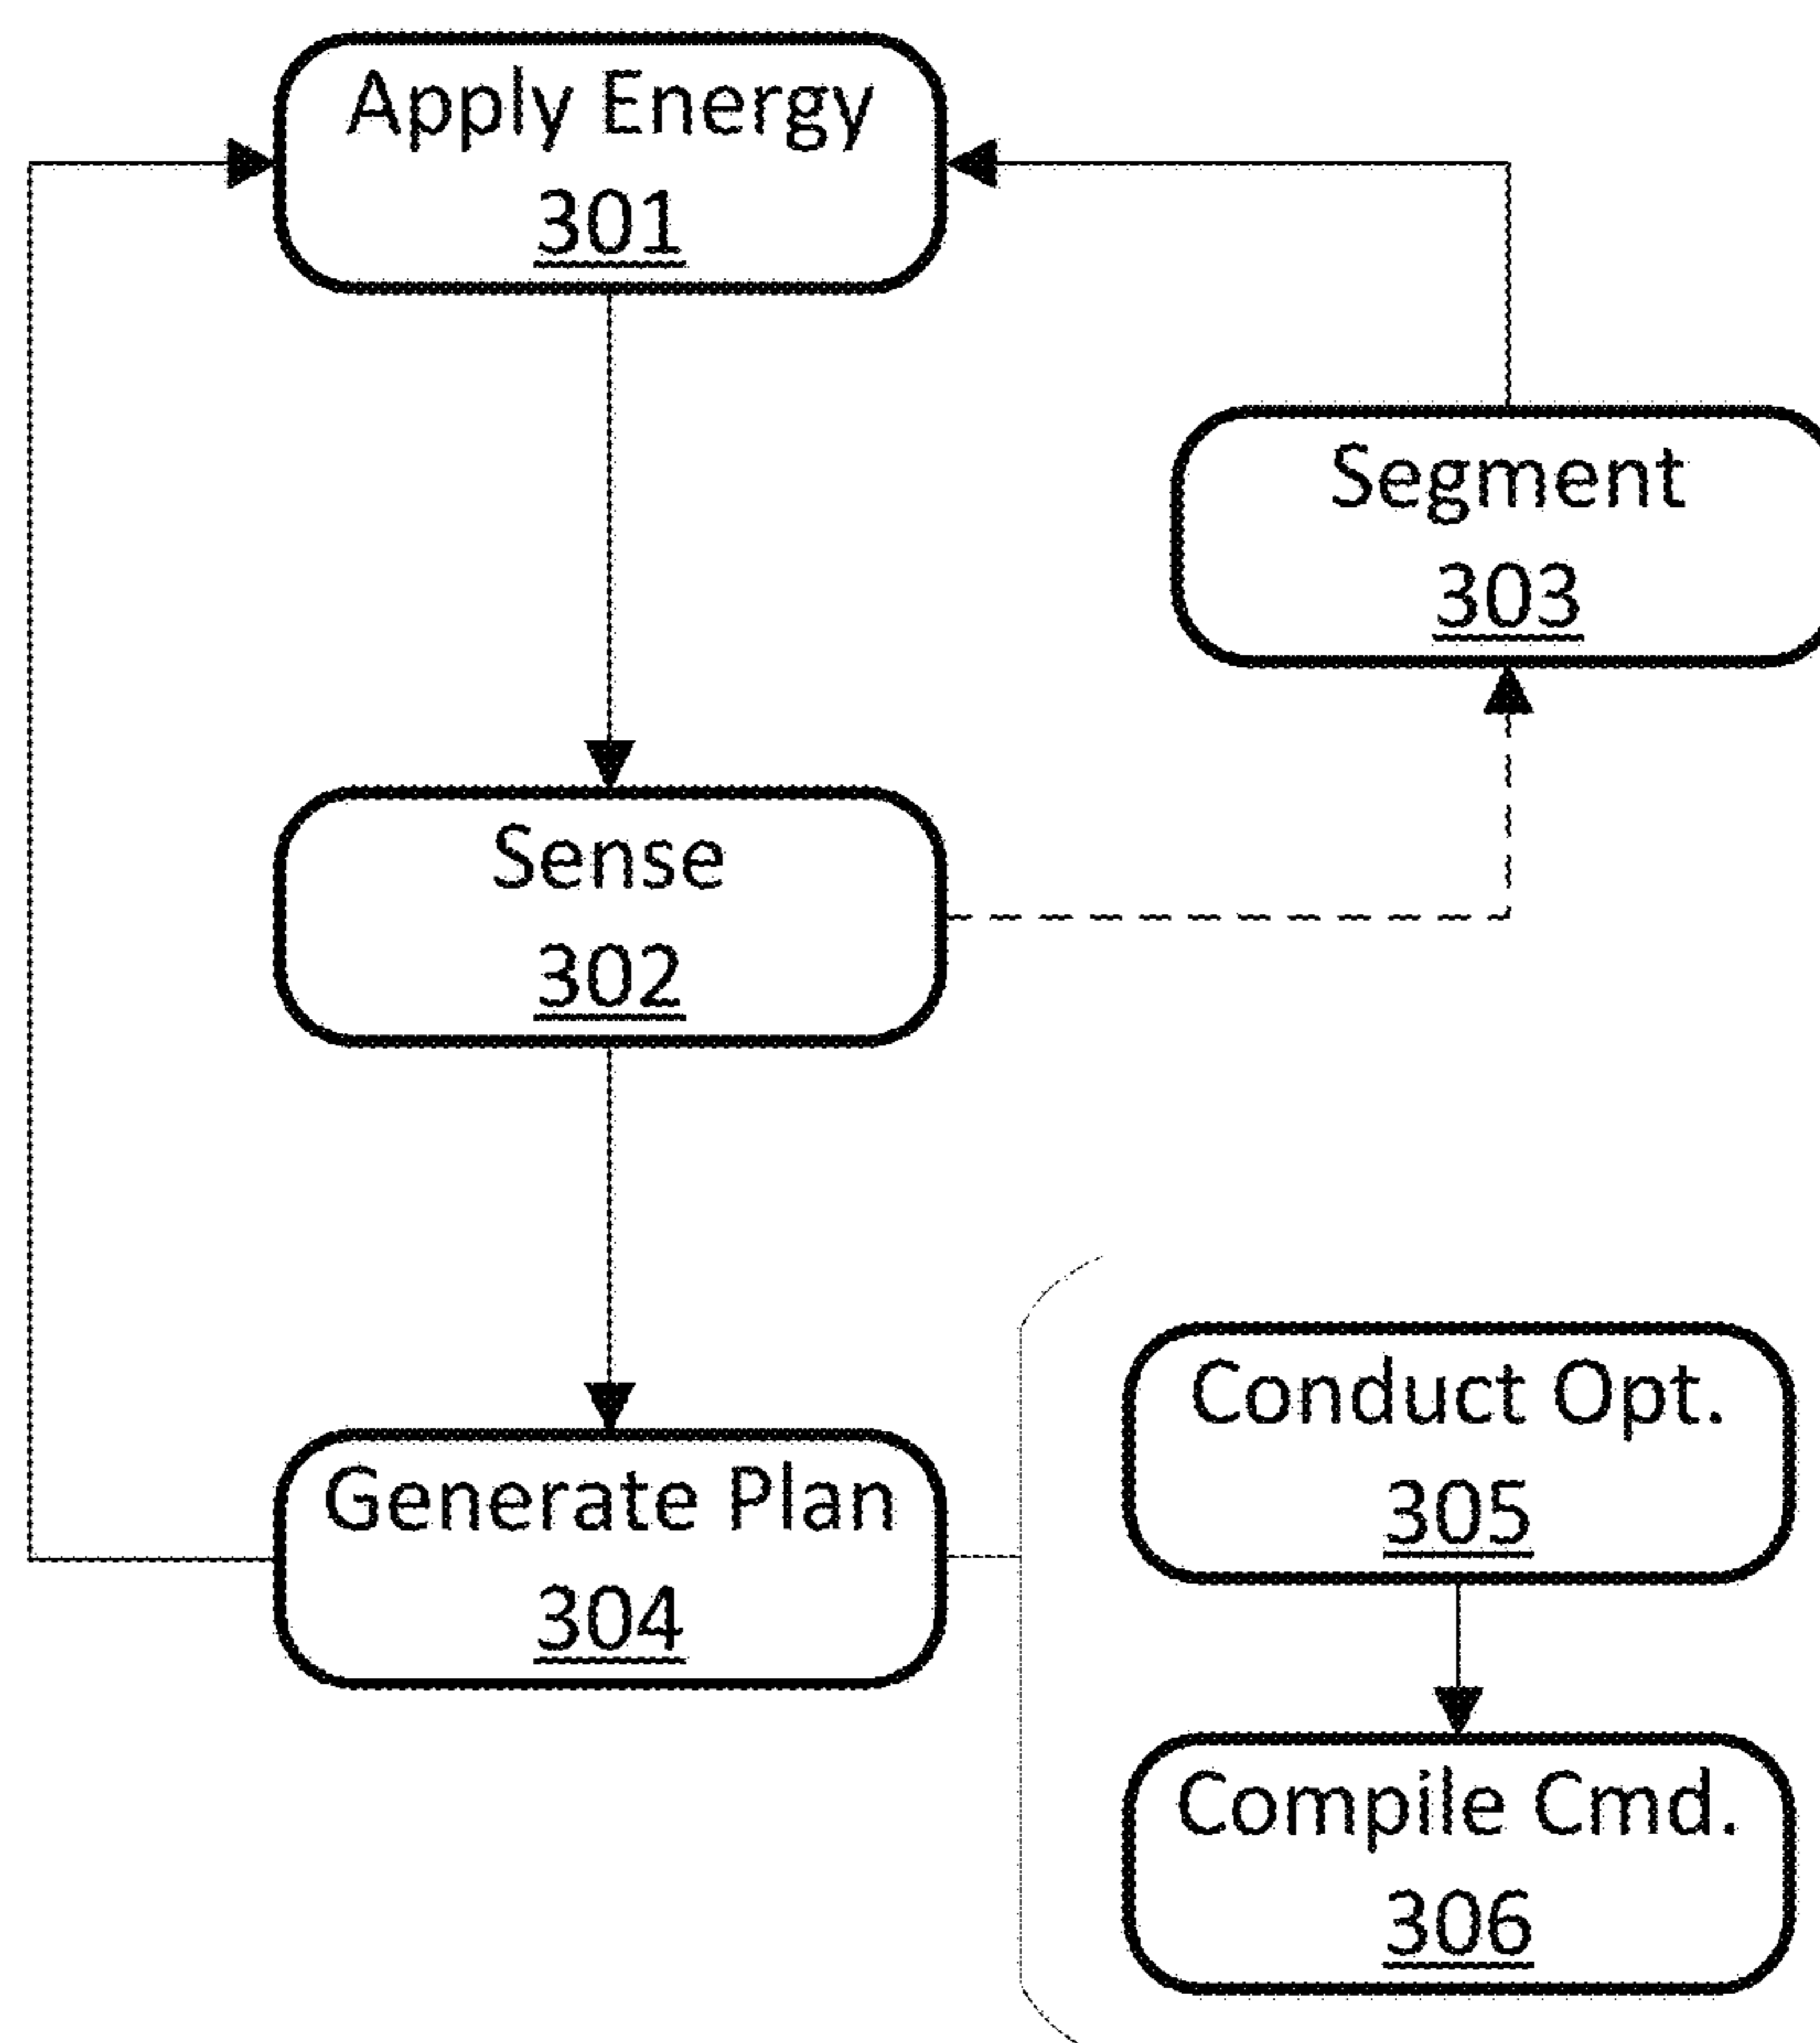 Apply Energy
301
Segment
303
Sense
302
Generate Plan
304
Conduct Opt.
305
Compile Cmd.
306